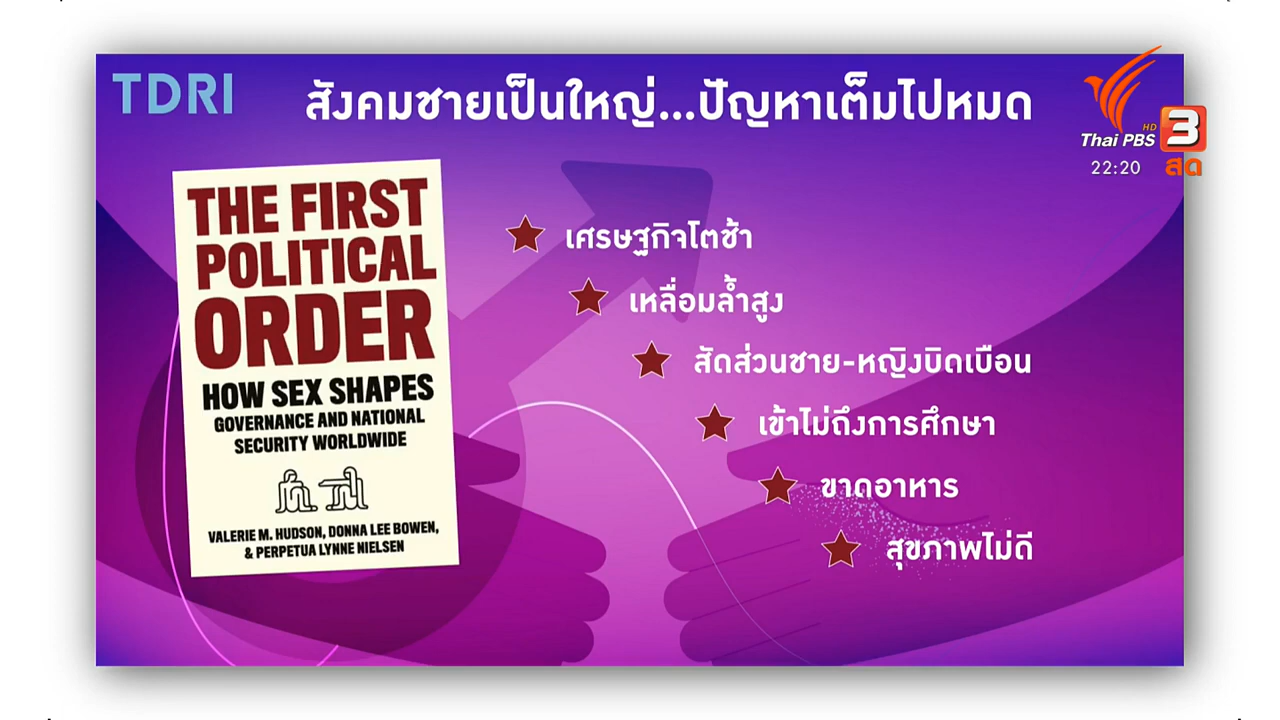 TDRI
สังคมชายเป็นใหญ่...ปัญหาเต็มไปหมด
HD
Thai PBS 3
22:20 สด
THE FIRST
POLITICAL
ORDER
HOW SEX SHAPES
GOVERNANCE AND NATIONAL
SECURITY WORLDWIDE
VALERIE M. HUDSON, DONNA LEE BOWEN,
& PERPETUA LYNNE NIELSEN
เศรษฐกิจโตช้า
เหลื่อมล้ำสูง
สัดส่วนชาย-หญิงบิดเบือน
เข้าไม่ถึงการศึกษา
ขาดอาหาร
สุขภาพไม่ดี